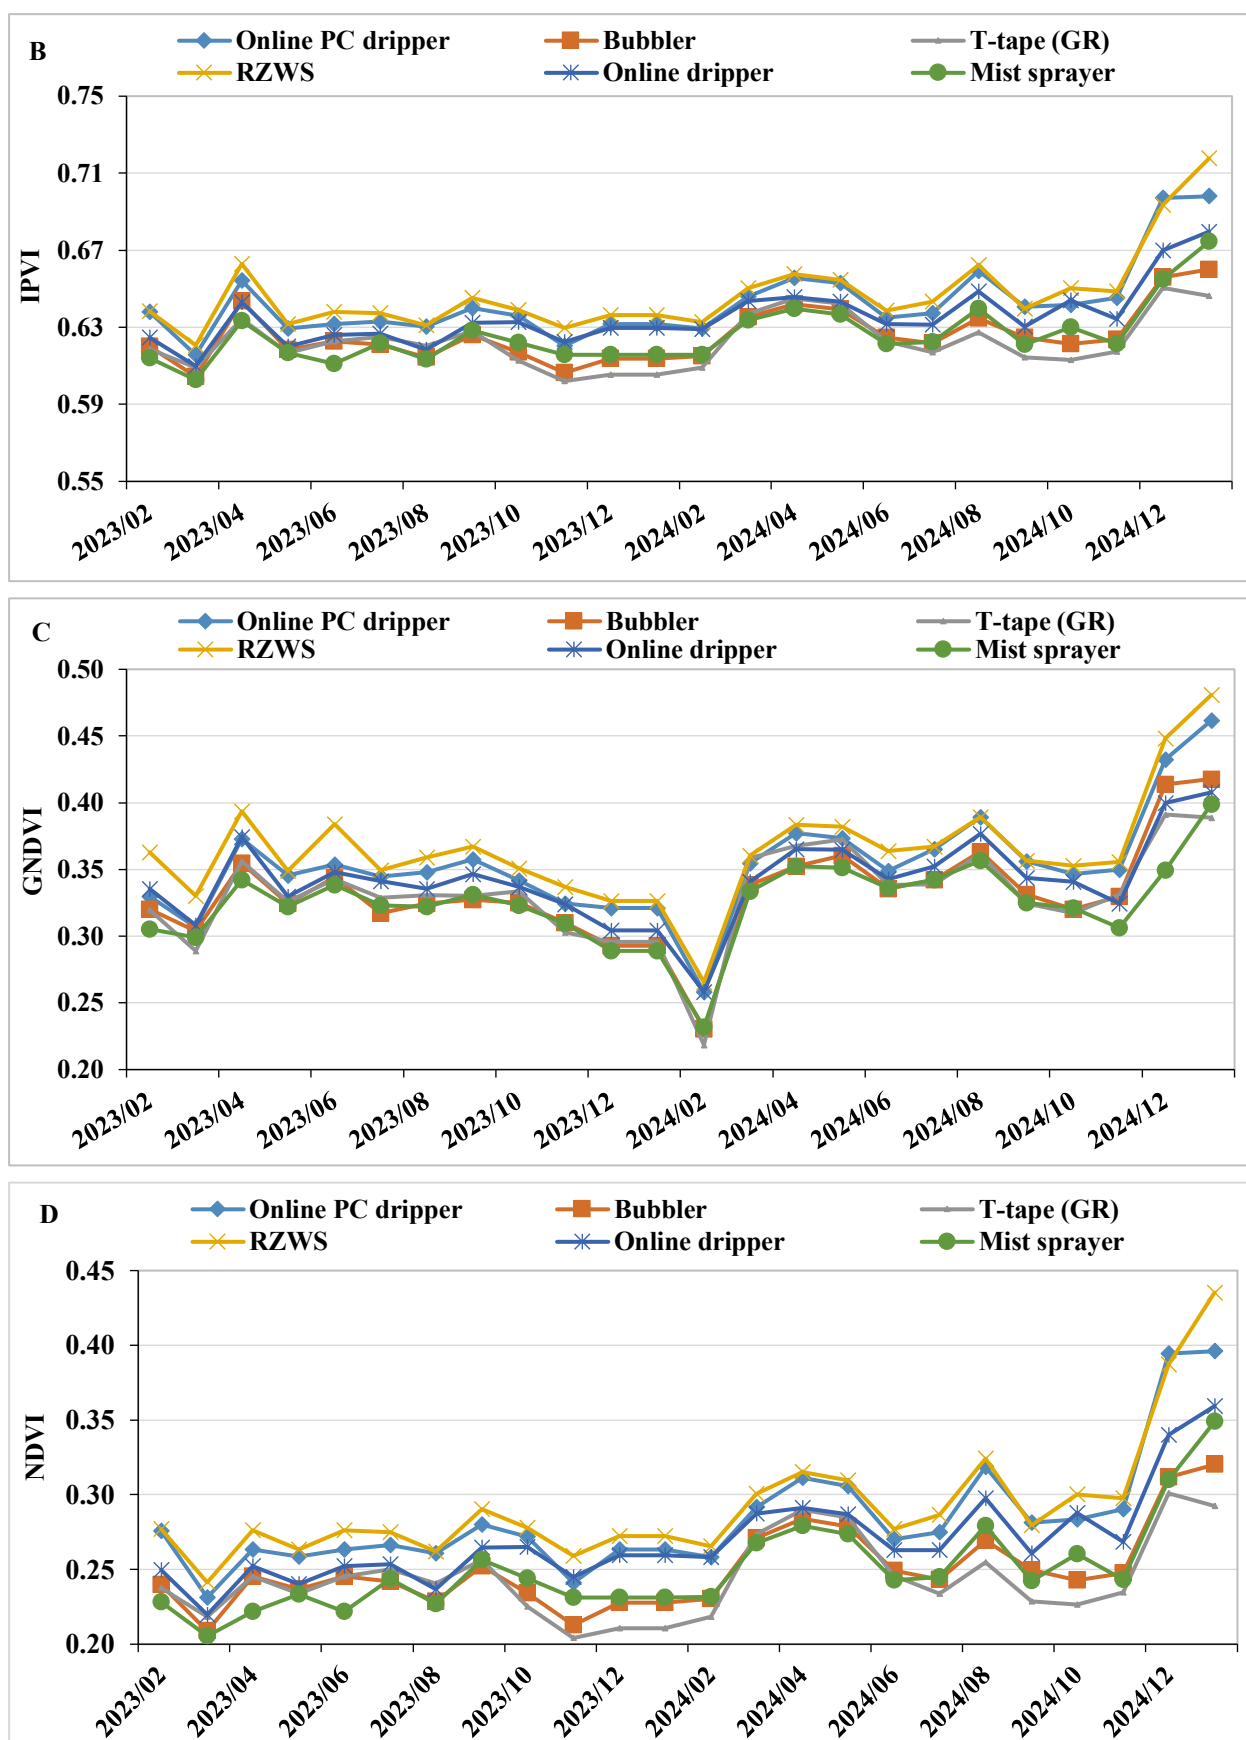 B
Online PC dripper Bubbler T-tape (GR)
RZWS Online dripper Mist sprayer
0.75
0.71
0.67
0.63
0.59
0.55
IPVI
2023/02 2023/04 2023/06 2023/08 2023/10 2023/12 2024/02 2024/04 2024/06 2024/08 2024/10 2024/12
C
Online PC dripper Bubbler T-tape (GR)
RZWS Online dripper Mist sprayer
0.50
0.45
0.40
0.35
0.30
0.25
0.20
GNDVI
2023/02 2023/04 2023/06 2023/08 2023/10 2023/12 2024/02 2024/04 2024/06 2024/08 2024/10 2024/12
D
Online PC dripper Bubbler T-tape (GR)
RZWS Online dripper Mist sprayer
0.45
0.40
0.35
0.30
0.25
0.20
NDVI
2023/02 2023/04 2023/06 2023/08 2023/10 2023/12 2024/02 2024/04 2024/06 2024/08 2024/10 2024/12